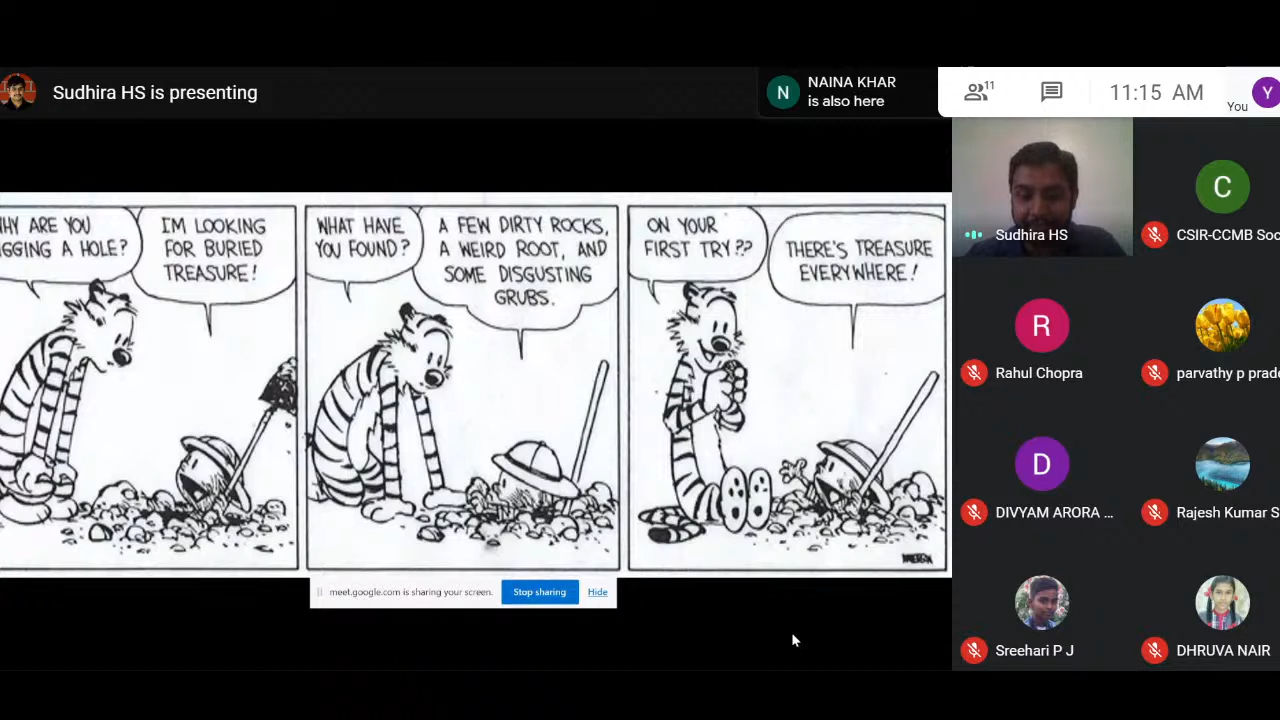 Sudhira HS is presenting
N
NAINA KHAR
is also here
11
11:15 AM
You
Y
HY ARE YOU
IGGING A HOLE?
I'M LOOKING
FOR BURIED
TREASURE!
WHAT HAVE
YOU FOUND?
A FEW DIRTY ROCKS,
A WEIRD ROOT, AND
SOME DISGUSTING
GRUBS.
ON YOUR
FIRST TRY??
THERE'S TREASURE
EVERYWHERE!
meet.google.com is sharing your screen.
Stop sharing
Hide
Sudhira HS
C
CSIR-CCMB Soc
R
Rahul Chopra
parvathy p prade
D
DIVYAM ARORA ...
Rajesh Kumar S
Sreehari P J
DHRUVA NAIR